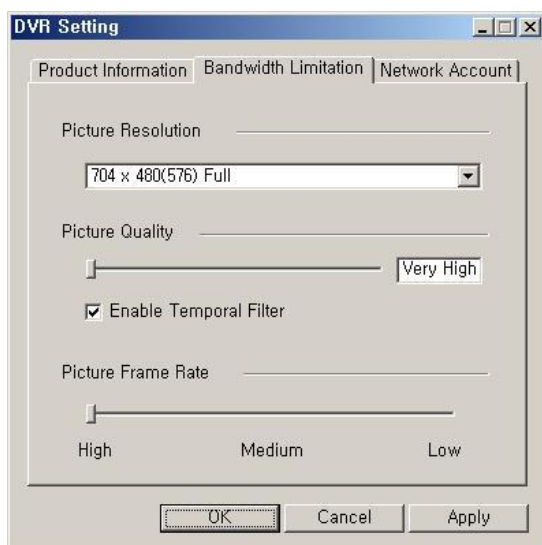 DVR Setting
Product Information Bandwidth Limitation Network Account
Picture Resolution
704 x 480(576) Full
Picture Quality
Very High
Enable Temporal Filter
Picture Frame Rate
High Medium Low
OK Cancel Apply